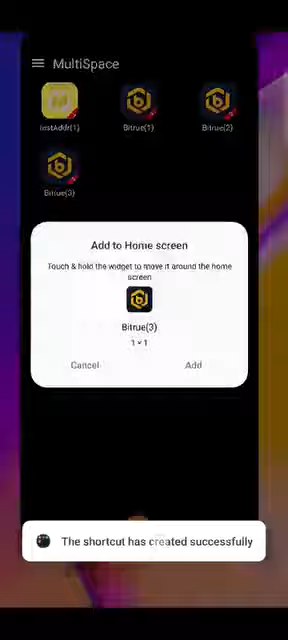 MultiSpace
InstAddr(1)
Bitrue(1)
Bitrue(2)
Bitrue(3)
Add to Home screen
Touch & hold the widget to move it around the home
screen
Bitrue(3)
1 × 1
Cancel
Add
The shortcut has created successfully